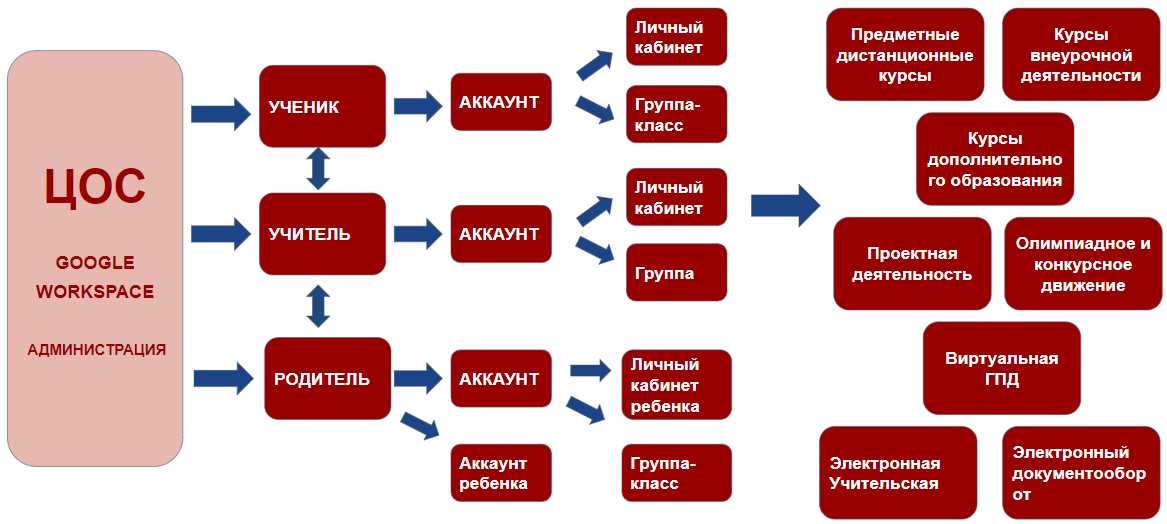 ЦОС
GOOGLE
WORKSPACE
АДМИНИСТРАЦИЯ
УЧЕНИК
АККАУНТ
Личный
кабинет
Группа-
класс
УЧИТЕЛЬ
АККАУНТ
Личный
кабинет
Группа
РОДИТЕЛЬ
АККАУНТ
Личный
кабинет
ребенка
Аккаунт
ребенка
Группа-
класс
Предметные
дистанционные
курсы
Курсы
внеурочной
деятельности
Курсы
дополнительно
го образования
Проектная
деятельность
Олимпиадное и
конкурсное
движение
Виртуальная
ГПД
Электронная
Учительская
Электронный
документообор
от